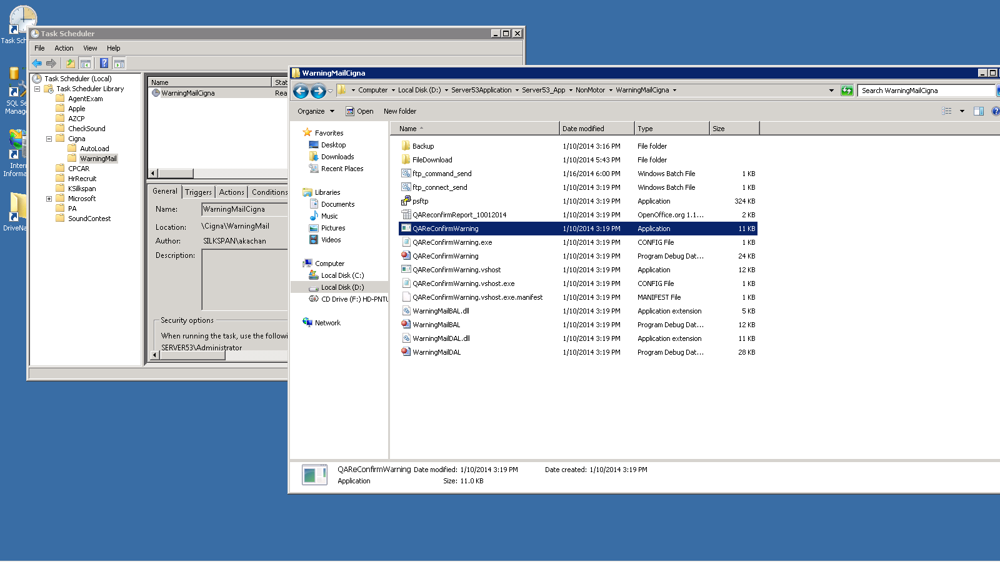 Task Sch
SQL Se
Manage
Intern
Informa
DriveNa
Task Scheduler
File Action View Help
Task Scheduler (Local)
Task Scheduler Library
AgentExam
Apple
AZCP
CheckSound
Cigna
AutoLoad
WarningMail
CPCAR
HrRecruit
KSilkspan
Microsoft
PA
SoundContest
Name Stat
WarningMailCigna Rea
General Triggers Actions Conditions
Name: WarningMailCigna
Location: \Cigna\WarningMail
Author: SILKSPAN\akachan
Description:
Security options
When running the task, use the followi
SERVER53\Administrator
WarningMailCigna
Computer Local Disk (D:) Server53Application Server53_App NonMotor WarningMailCigna
Search WarningMailCigna
Organize Open New folder
Favorites
Desktop
Downloads
Recent Places
Libraries
Documents
Music
Pictures
Videos
Computer
Local Disk (C:)
Local Disk (D:)
CD Drive (F:) HD-PNTU
Network
Name Date modified Type Size
Backup 1/10/2014 3:16 PM File folder
FileDownload 1/10/2014 5:43 PM File folder
ftp_command_send 1/16/2014 6:00 PM Windows Batch File 1 KB
ftp_connect_send 1/10/2014 3:19 PM Windows Batch File 1 KB
psftp 1/10/2014 3:19 PM Application 324 KB
QAReconfirmReport_10012014 1/10/2014 3:19 PM OpenOffice.org 1.1... 2 KB
QAReConfirmWarning 1/10/2014 3:19 PM Application 11 KB
QAReConfirmWarning.exe 1/10/2014 3:19 PM CONFIG File 1 KB
QAReConfirmWarning 1/10/2014 3:19 PM Program Debug Dat... 24 KB
QAReConfirmWarning.vshost 1/10/2014 3:19 PM Application 12 KB
QAReConfirmWarning.vshost.exe 1/10/2014 3:19 PM CONFIG File 1 KB
QAReConfirmWarning.vshost.exe.manifest 1/10/2014 3:19 PM MANIFEST File 1 KB
WarningMailBAL.dll 1/10/2014 3:19 PM Application extension 5 KB
WarningMailBAL 1/10/2014 3:19 PM Program Debug Dat... 12 KB
WarningMailDAL.dll 1/10/2014 3:19 PM Application extension 11 KB
WarningMailDAL 1/10/2014 3:19 PM Program Debug Dat... 28 KB
QAReConfirmWarning Date modified: 1/10/2014 3:19 PM Date created: 1/10/2014 3:19 PM
Application Size: 11.0 KB